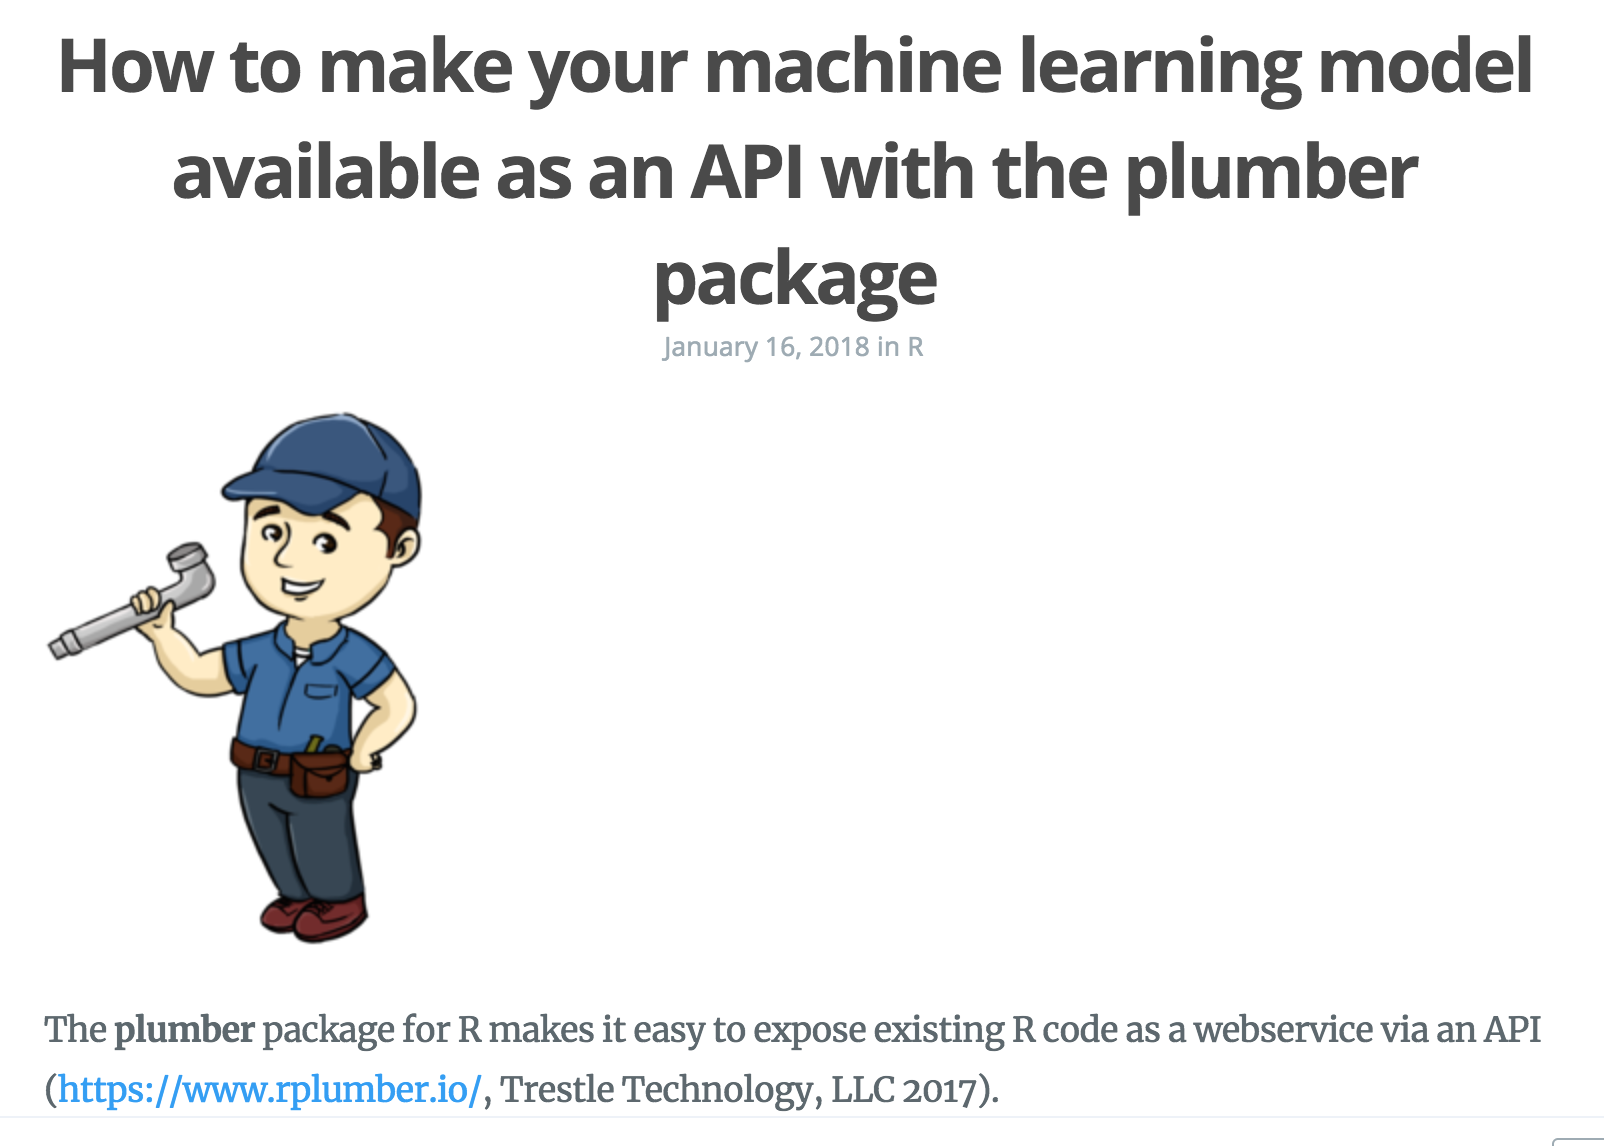 How to make your machine learning model
available as an API with the plumber
package
January 16, 2018 in R
The plumber package for R makes it easy to expose existing R code as a webservice via an API
(https://www.rplumber.io/, Trestle Technology, LLC 2017).